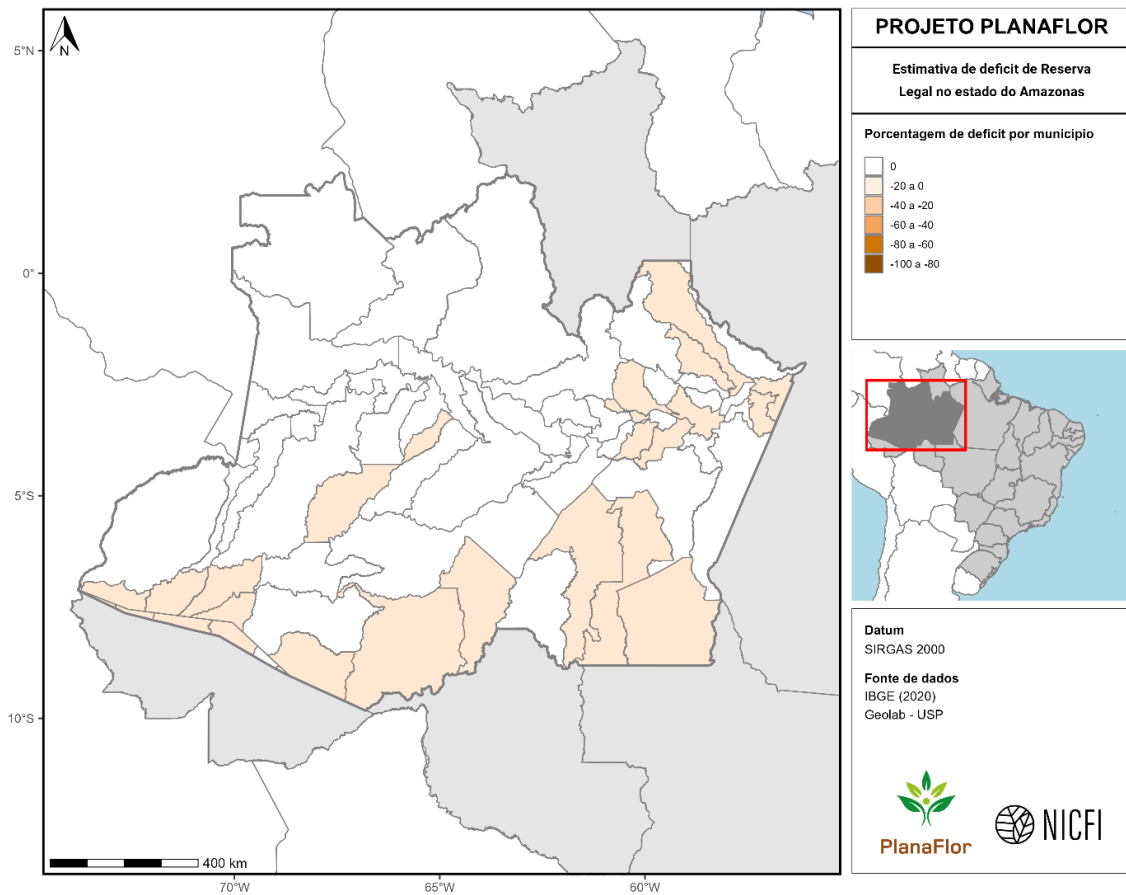 PROJETO PLANAFLOR
Estimativa de deficit de Reserva
Legal no estado do Amazonas
Porcentagem de deficit por município
0
-20 a 0
-40 a -20
-60 a -40
-80 a -60
-100 a -80
N
5°N
0°
5°S
10°S
400 km
70°W
65°W
60°W
Datum
SIRGAS 2000
Fonte de dados
IBGE (2020)
Geolab - USP
PlanaFlor
NICFI